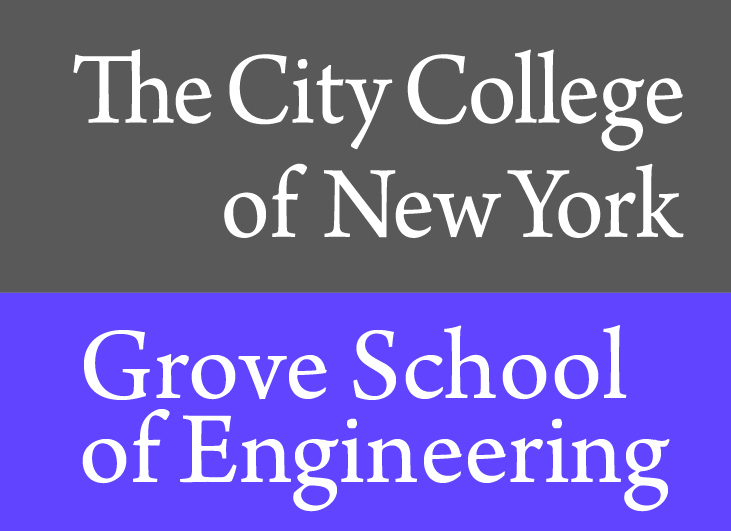 The City College
of New York
Grove School
of Engineering